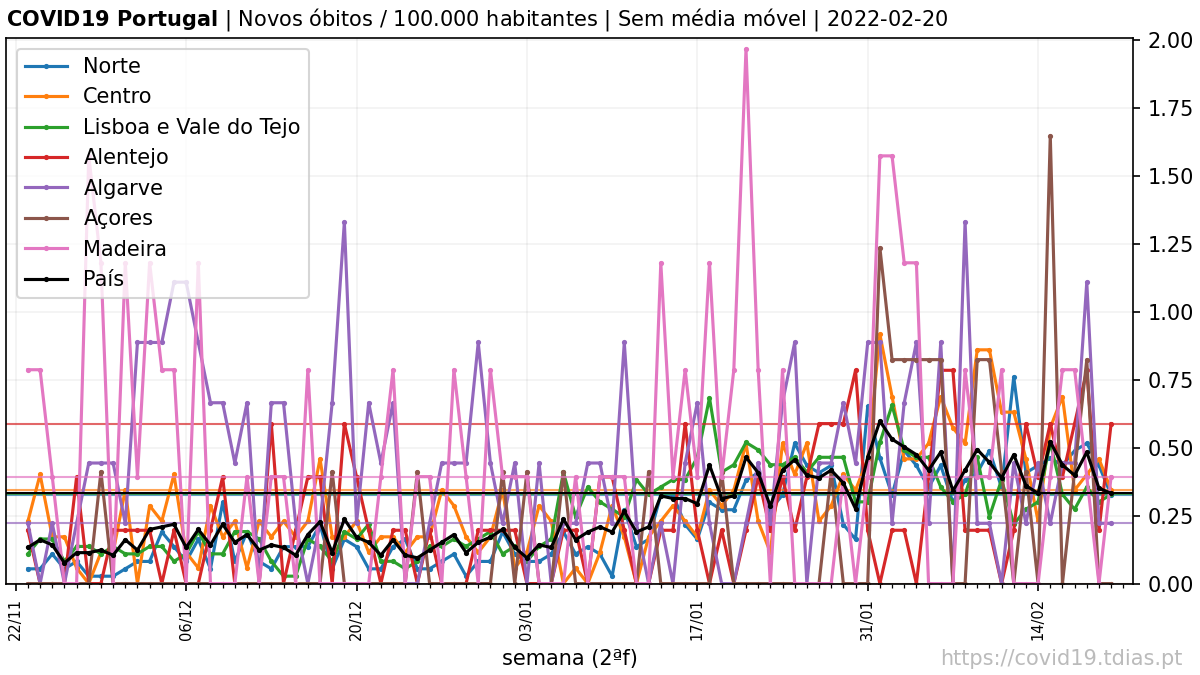 COVID19 Portugal | Novos óbitos / 100.000 habitantes | Sem média móvel | 2022-02-20
Norte
Centro
Lisboa e Vale do Tejo
Alentejo
Algarve
Açores
Madeira
País
2.00
1.75
1.50
1.25
1.00
0.75
0.50
0.25
0.00
22/11
06/12
20/12
03/01
17/01
31/01
14/02
semana (2ªf)
https://covid19.tdias.pt